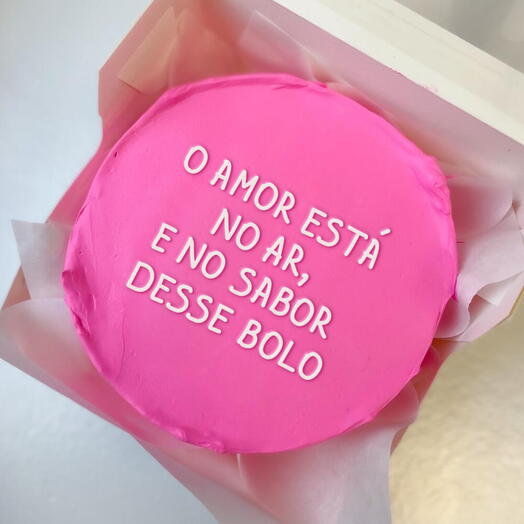 O AMOR ESTÁ
NO AR,
E NO SABOR
DESSE BOLO